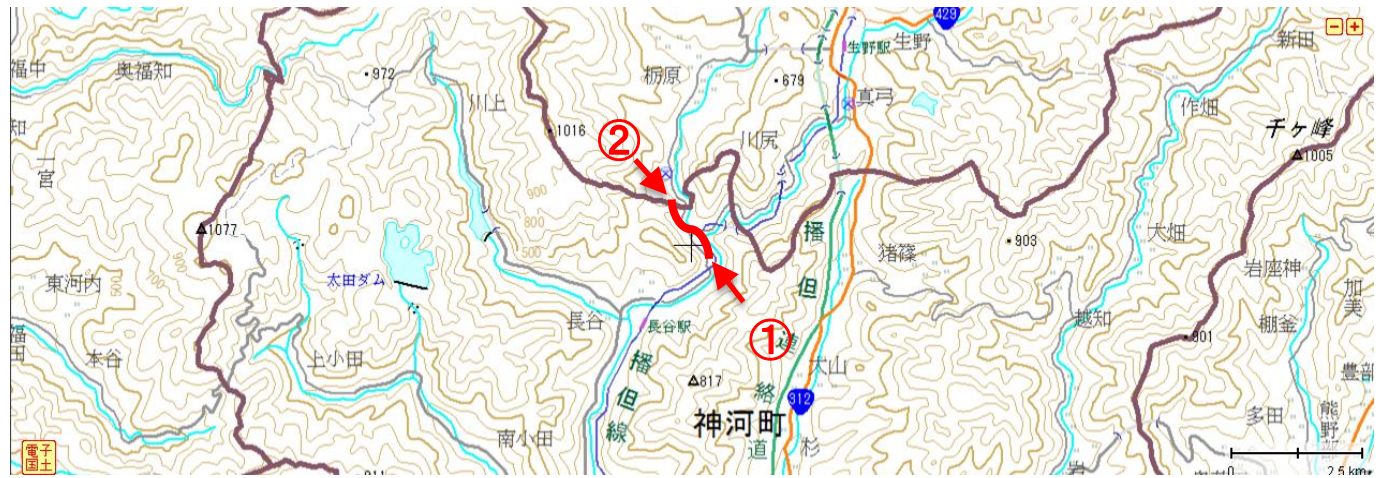 429
新田
福中
奥福知
972
栃原
生野駅
生野
679
真弓
作畑
川上
1016
②
川尻
千ヶ峰
1005
知
一宮
900
800
500
1077
903
大畑
猪篠
岩座神
加美
東河内
太田ダム
播但連絡道
長谷
長谷駅
①
越知
棚釜
福田
本谷
上小田
901
豊部
大山
817
播但線
312
神河町
多田
熊野部
南小田
杉
岩
電子国土
0
2.5 km